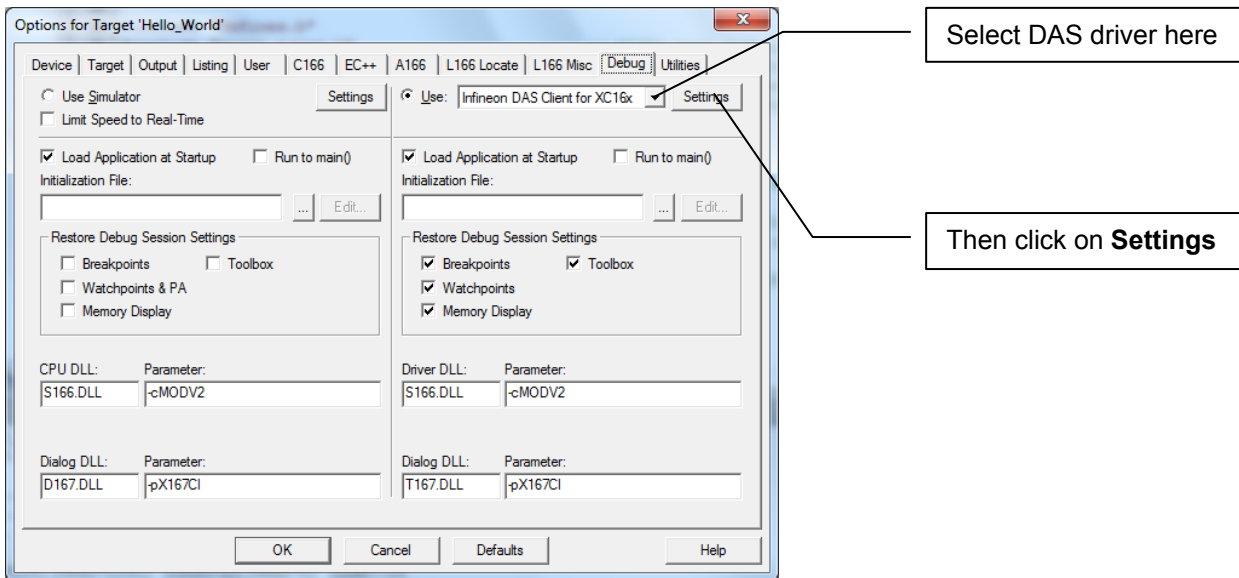 Options for Target 'Hello_World'
Select DAS driver here
Device Target Output Listing User C166 EC++ A166 L166 Locate L166 Misc Debug Utilities
Use Simulator Settings Use: Infineon DAS Client for XC16x Settings
Limit Speed to Real-Time
Load Application at Startup Run to main() Load Application at Startup Run to main()
Initialization File: Initialization File:
... Edit... ... Edit...
Then click on Settings
Restore Debug Session Settings Restore Debug Session Settings
Breakpoints Toolbox Breakpoints Toolbox
Watchpoints & PA Watchpoints
Memory Display Memory Display
CPU DLL: Parameter: Driver DLL: Parameter:
S166.DLL -cMODV2 S166.DLL -cMODV2
Dialog DLL: Parameter: Dialog DLL: Parameter:
D167.DLL -pX167CI T167.DLL -pX167CI
OK Cancel Defaults Help